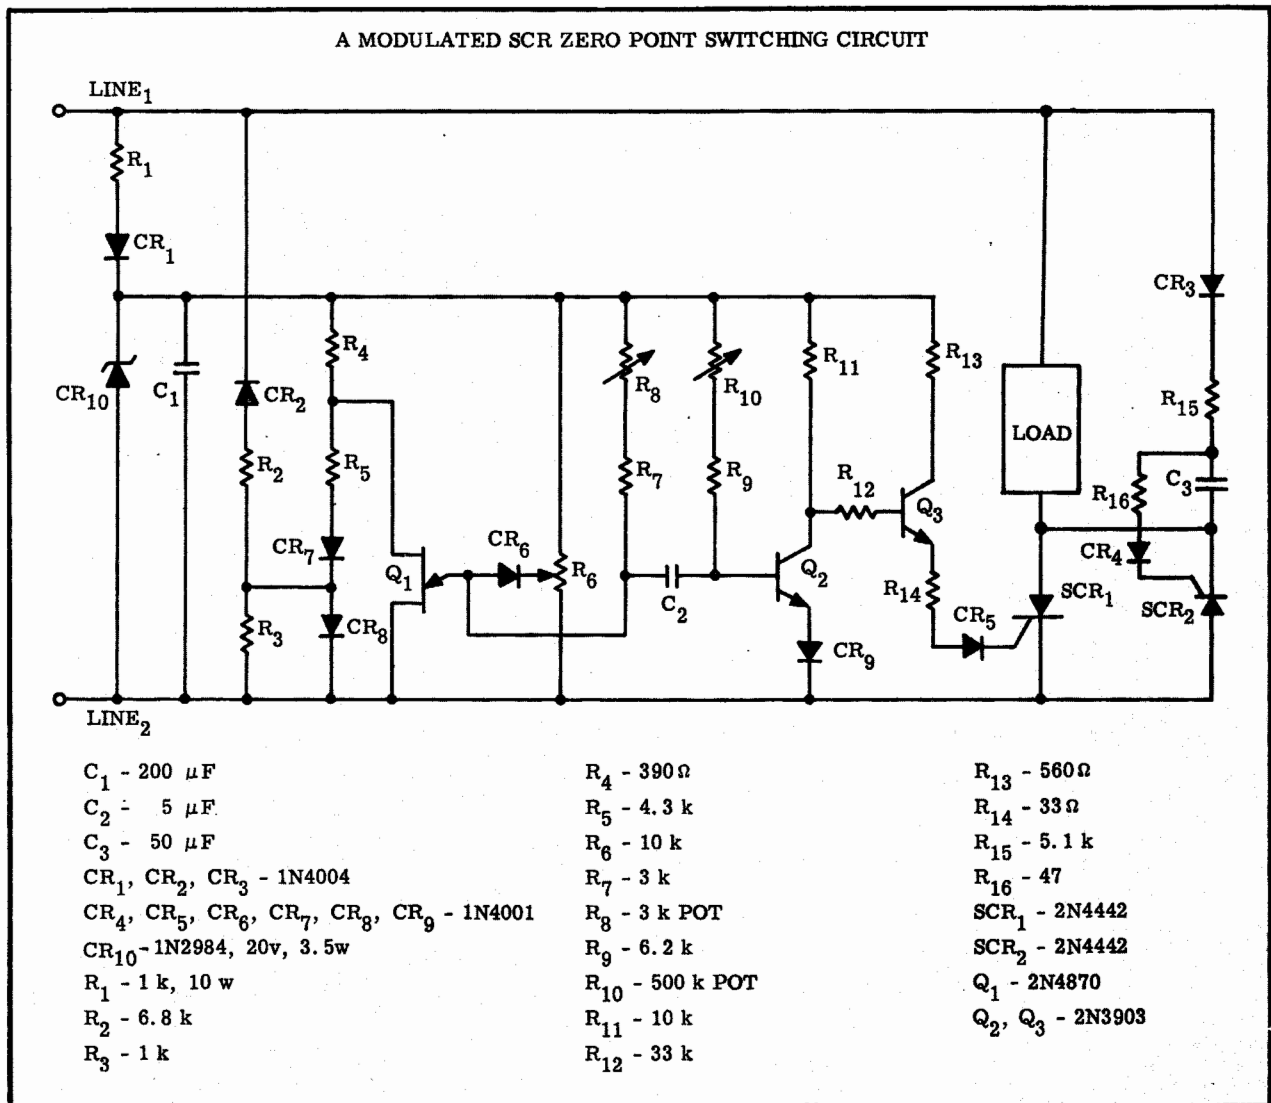 A MODULATED SCR ZERO POINT SWITCHING CIRCUIT
LINE1
R1
CR1
CR3
R4
R11
R13
CR10
C1
CR2
R8
R10
R15
LOAD
R2
R5
R7
R9
R12
R16
C3
Q3
CR7
CR6
CR4
Q1
R6
C2
Q2
R14
SCR1
SCR2
R3
CR8
CR5
CR9
LINE2
C1 - 200 μF
C2 - 5 μF
C3 - 50 μF
CR1, CR2, CR3 - 1N4004
CR4, CR5, CR6, CR7, CR8, CR9 - 1N4001
CR10 - 1N2984, 20v, 3.5w
R1 - 1 k, 10 w
R2 - 6.8 k
R3 - 1 k
R4 - 390Ω
R5 - 4.3 k
R6 - 10 k
R7 - 3 k
R8 - 3 k POT
R9 - 6.2 k
R10 - 500 k POT
R11 - 10 k
R12 - 33 k
R13 - 560Ω
R14 - 33Ω
R15 - 5.1 k
R16 - 47
SCR1 - 2N4442
SCR2 - 2N4442
Q1 - 2N4870
Q2, Q3 - 2N3903